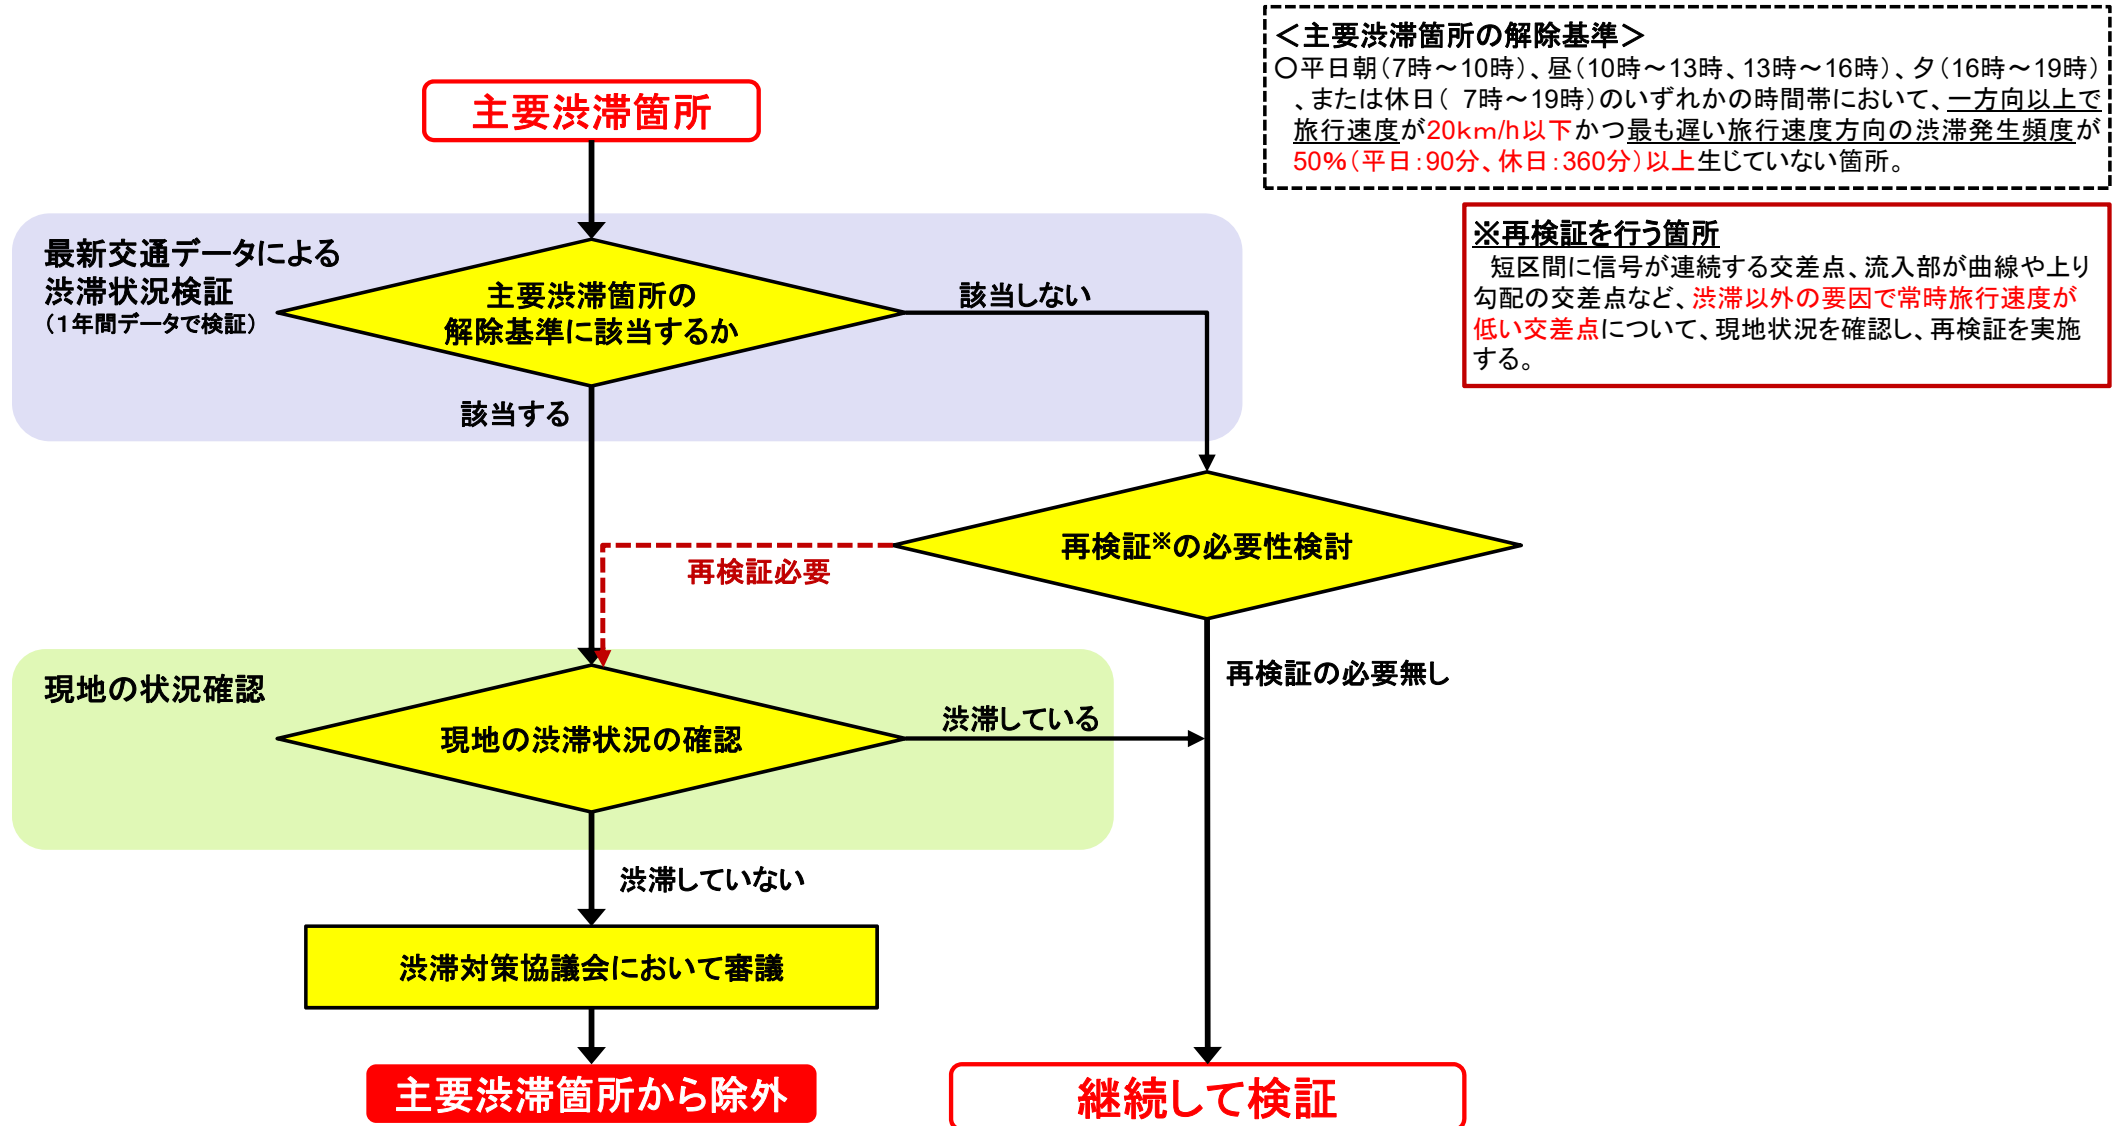 ＜主要渋滞箇所の解除基準＞
○平日朝(7時～10時)、昼(10時～13時、13時～16時)、夕(16時～19時)
、または休日( 7時～19時)のいずれかの時間帯において、一方向以上で
旅行速度が20km/h以下かつ最も遅い旅行速度方向の渋滞発生頻度が
50%(平日:90分、休日:360分)以上生じていない箇所。
主要渋滞箇所
※再検証を行う箇所
短区間に信号が連続する交差点、流入部が曲線や上り
勾配の交差点など、渋滞以外の要因で常時旅行速度が
低い交差点について、現地状況を確認し、再検証を実施
する。
最新交通データによる
渋滞状況検証
(1年間データで検証)
主要渋滞箇所の
解除基準に該当するか
該当しない
該当する
再検証※の必要性検討
再検証必要
再検証の必要無し
現地の状況確認
現地の渋滞状況の確認
渋滞している
渋滞していない
渋滞対策協議会において審議
主要渋滞箇所から除外
継続して検証